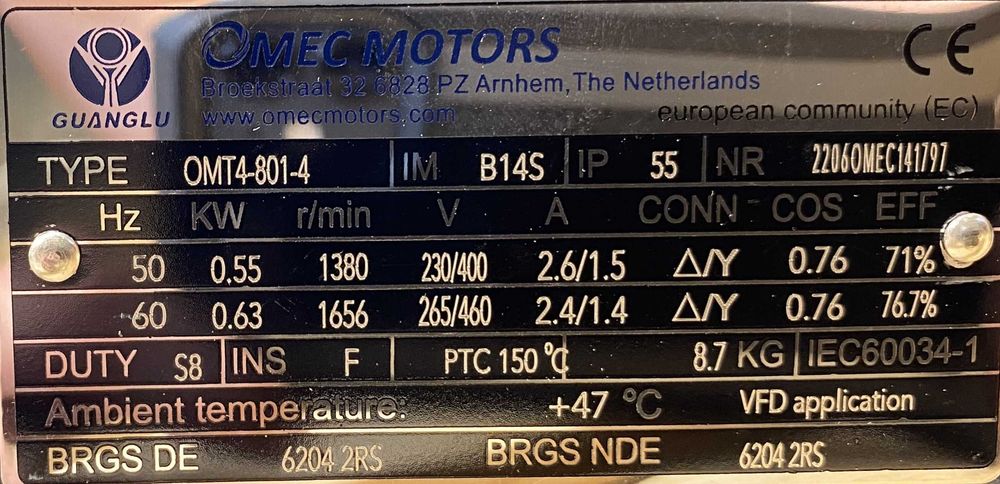 OMEC MOTORS
Broekstraat 32 6828 PZ Arnhem, The Netherlands
GUANGLU www.omecmotors.com european community (EC) CE
TYPE OMT4-801-4 IM B14S IP 55 NR 2206OMEC141797
Hz KW r/min V A CONN COS EFF
50 0.55 1380 230/400 2.6/1.5 Δ/Y 0.76 71%
60 0.63 1656 265/460 2.4/1.4 Δ/Y 0.76 76.7%
DUTY S8 INS F PTC 150 °C 8.7 KG IEC60034-1
Ambient temperature: +47 °C VFD application
BRGS DE 6204 2RS BRGS NDE 6204 2RS